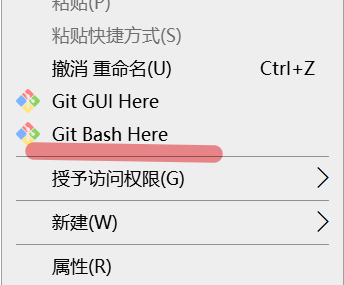 粘贴(P)
粘贴快捷方式(S)
撤消 重命名(U) Ctrl+Z
Git GUI Here
Git Bash Here
授予访问权限(G)
新建(W)
属性(R)